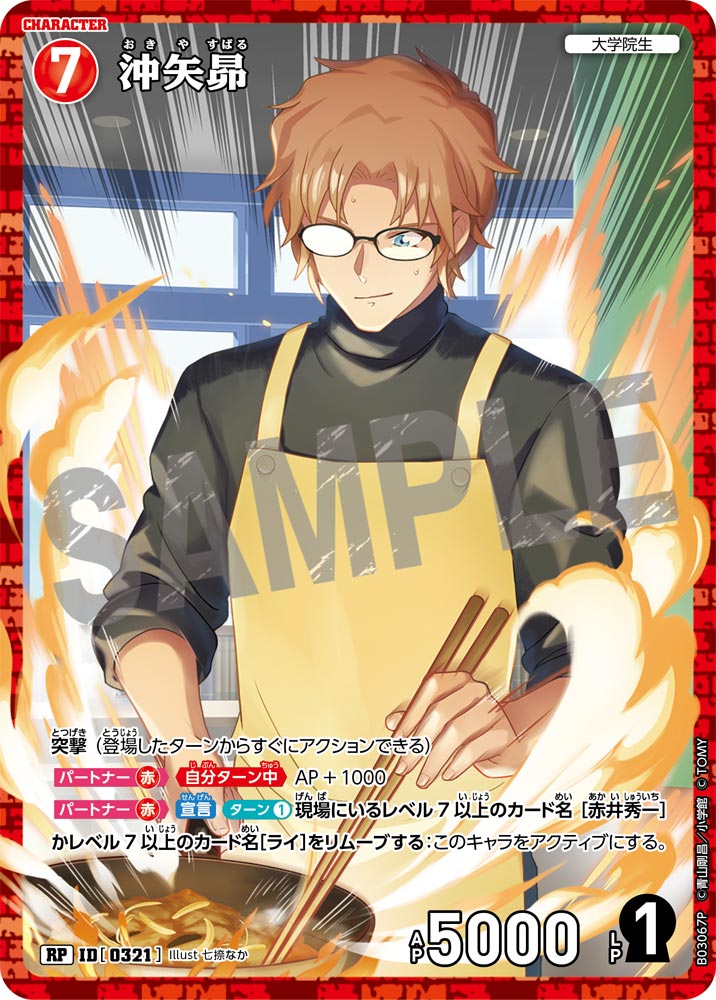 CHARACTER
7
おき や すばる
沖矢昴
大学院生
SAMPLE
とつげき とうじょう
突撃（登場したターンからすぐにアクションできる）
じ ぶん ちゅう
パートナー 赤 自分ターン中 AP＋1000
せんげん げん ば い じょう めい あか い しゅういち
パートナー 赤 宣言 ターン 1 現場にいるレベル 7 以上のカード名［赤井秀一］
い じょう めい
かレベル 7 以上のカード名[ライ]をリムーブする：このキャラをアクティブにする。
AP 5000 LP 1
RP ID[ 0321 ] Illust 七捺なか
B03067P ©青山剛昌／小学館 © TOMY